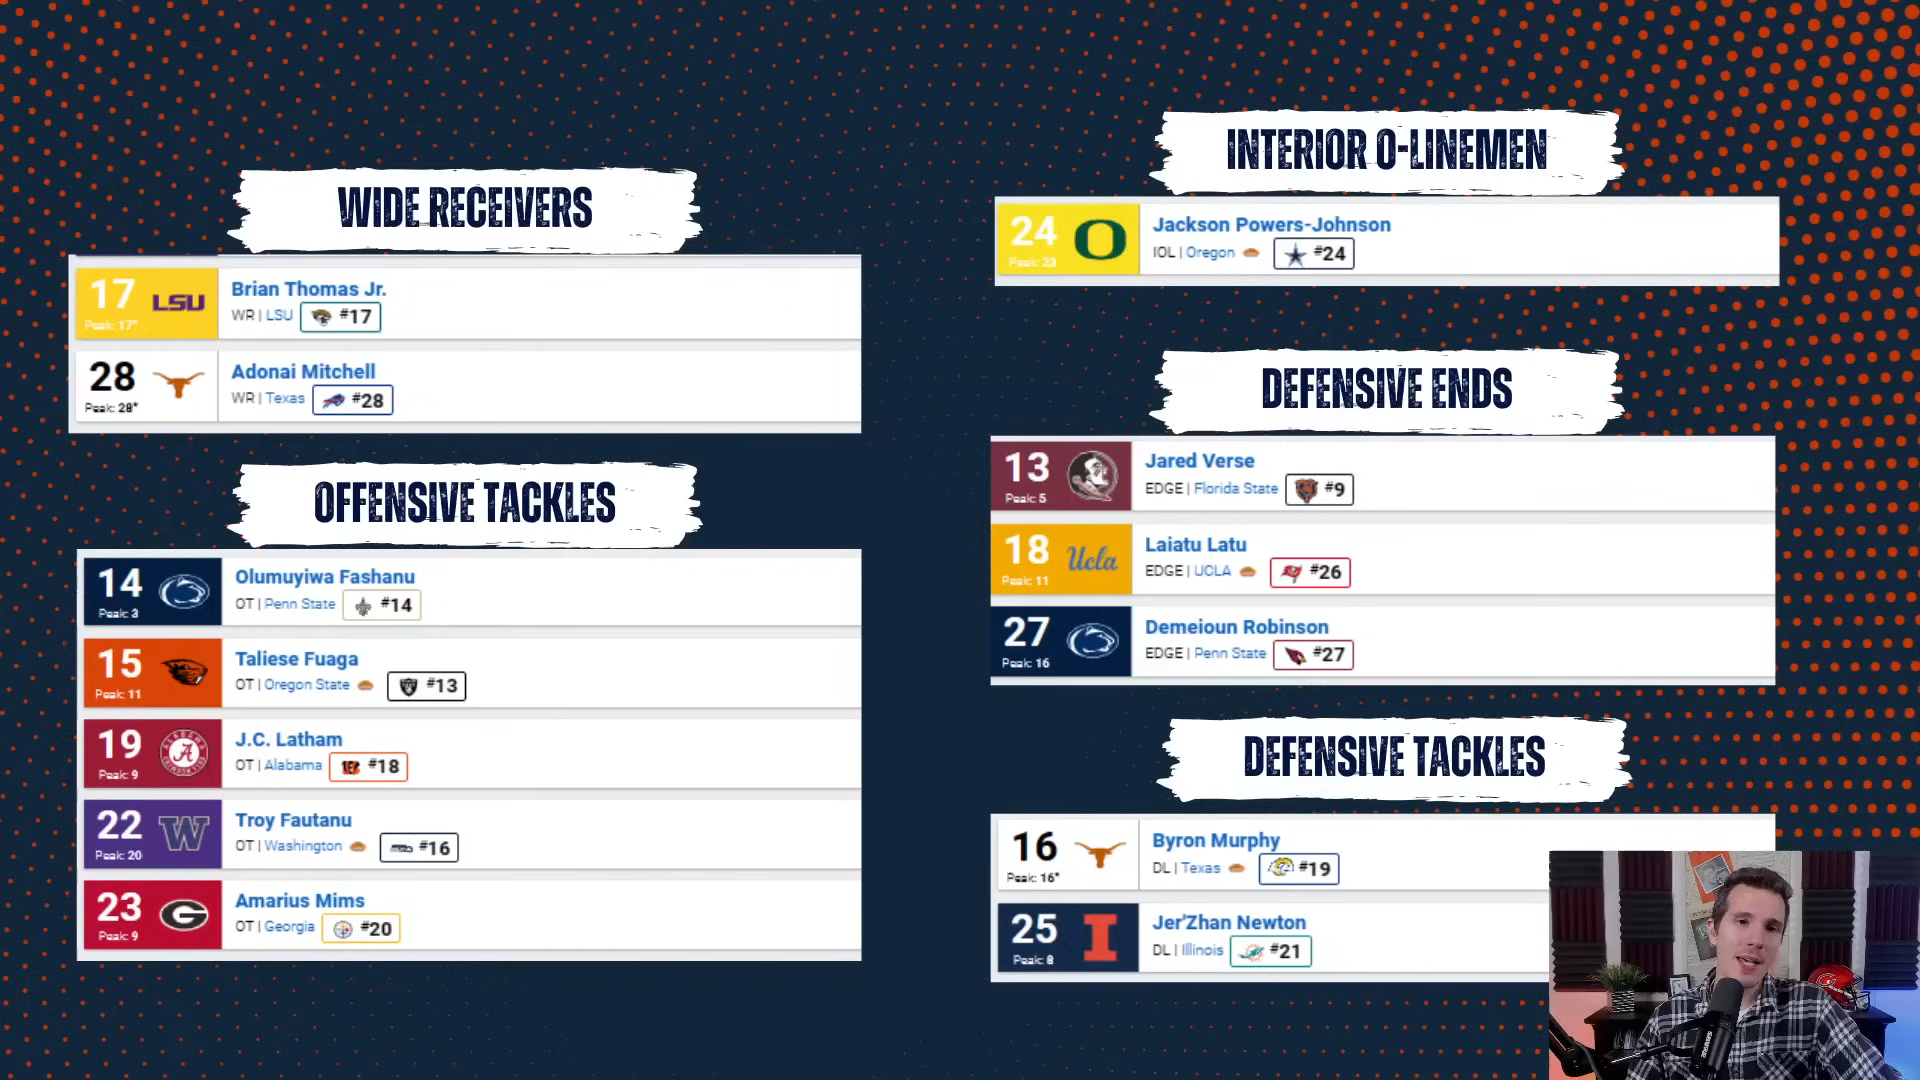 WIDE RECEIVERS
17 LSU Brian Thomas Jr.
Peak: 17* WR | LSU #17
28 Adonai Mitchell
Peak: 28* WR | Texas #28
OFFENSIVE TACKLES
14 Olumuyiwa Fashanu
Peak: 3 OT | Penn State #14
15 Taliese Fuaga
Peak: 11 OT | Oregon State #13
19 J.C. Latham
Peak: 9 OT | Alabama #18
22 W Troy Fautanu
Peak: 20 OT | Washington #16
23 G Amarius Mims
Peak: 9 OT | Georgia #20
INTERIOR O-LINEMEN
24 O Jackson Powers-Johnson
Peak: 23 IOL | Oregon #24
DEFENSIVE ENDS
13 Jared Verse
Peak: 5 EDGE | Florida State #9
18 Ucla Laiatu Latu
Peak: 11 EDGE | UCLA #26
27 Demeioun Robinson
Peak: 16 EDGE | Penn State #27
DEFENSIVE TACKLES
16 Byron Murphy
Peak: 16* DL | Texas #19
25 I Jer'Zhan Newton
Peak: 8 DL | Illinois #21